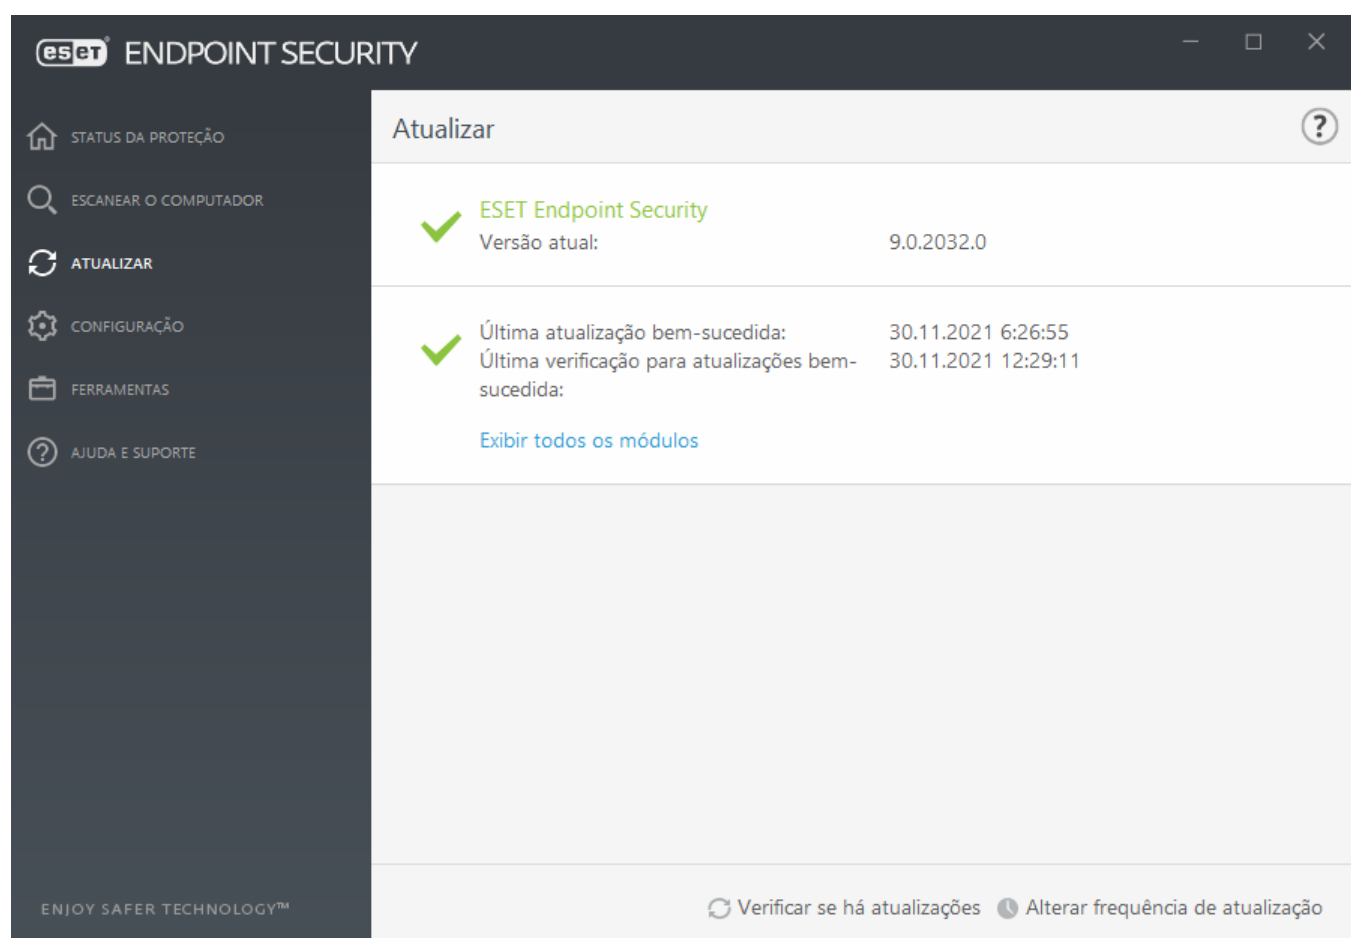 eset ENDPOINT SECURITY
STATUS DA PROTEÇÃO
ESCANEAR O COMPUTADOR
ATUALIZAR
CONFIGURAÇÃO
FERRAMENTAS
AJUDA E SUPORTE
ENJOY SAFER TECHNOLOGY™
Atualizar
ESET Endpoint Security
Versão atual: 9.0.2032.0
Última atualização bem-sucedida: 30.11.2021 6:26:55
Última verificação para atualizações bem- 30.11.2021 12:29:11
sucedida:
Exibir todos os módulos
Verificar se há atualizações Alterar frequência de atualização